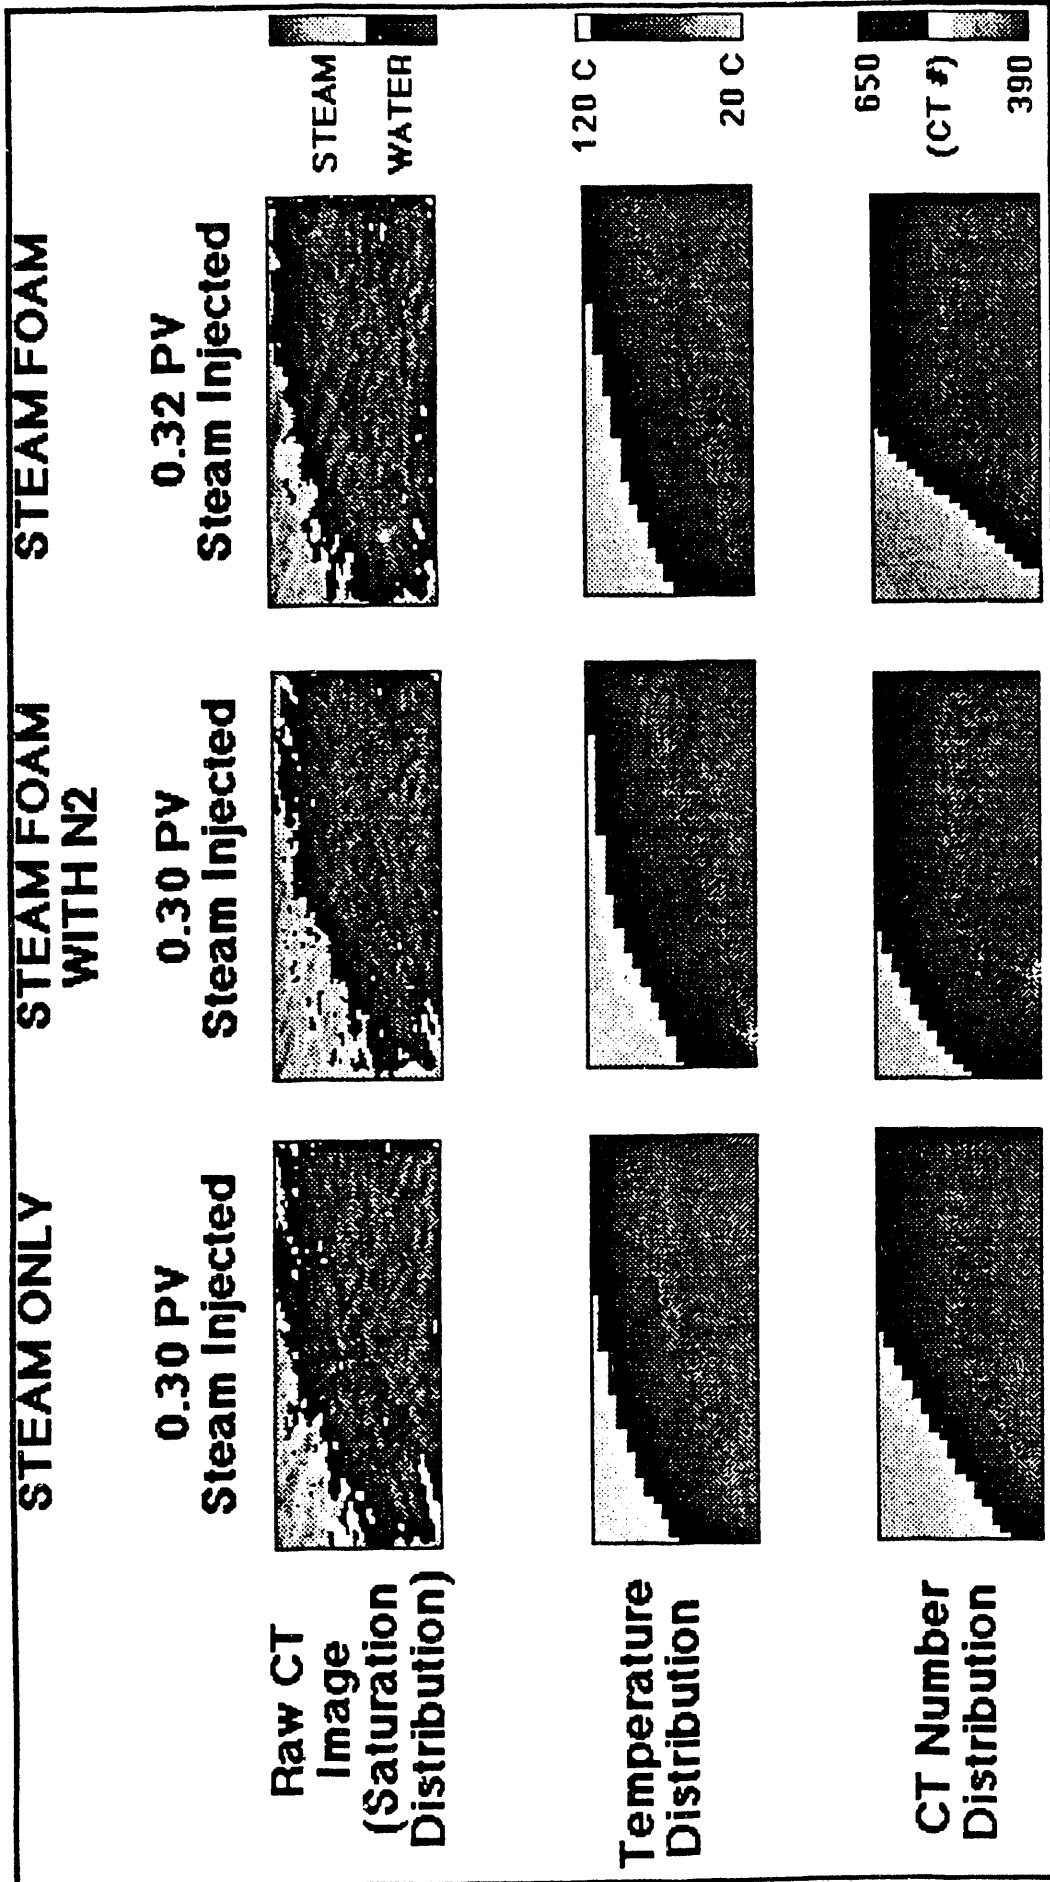 STEAM ONLY
STEAM FOAM
WITH N2
STEAM FOAM
0.30 PV
Steam Injected
0.30 PV
Steam Injected
0.32 PV
Steam Injected
Raw CT
Image
(Saturation
Distribution)
STEAM
WATER
Temperature
Distribution
120 C
20 C
CT Number
Distribution
650
(CT #)
390